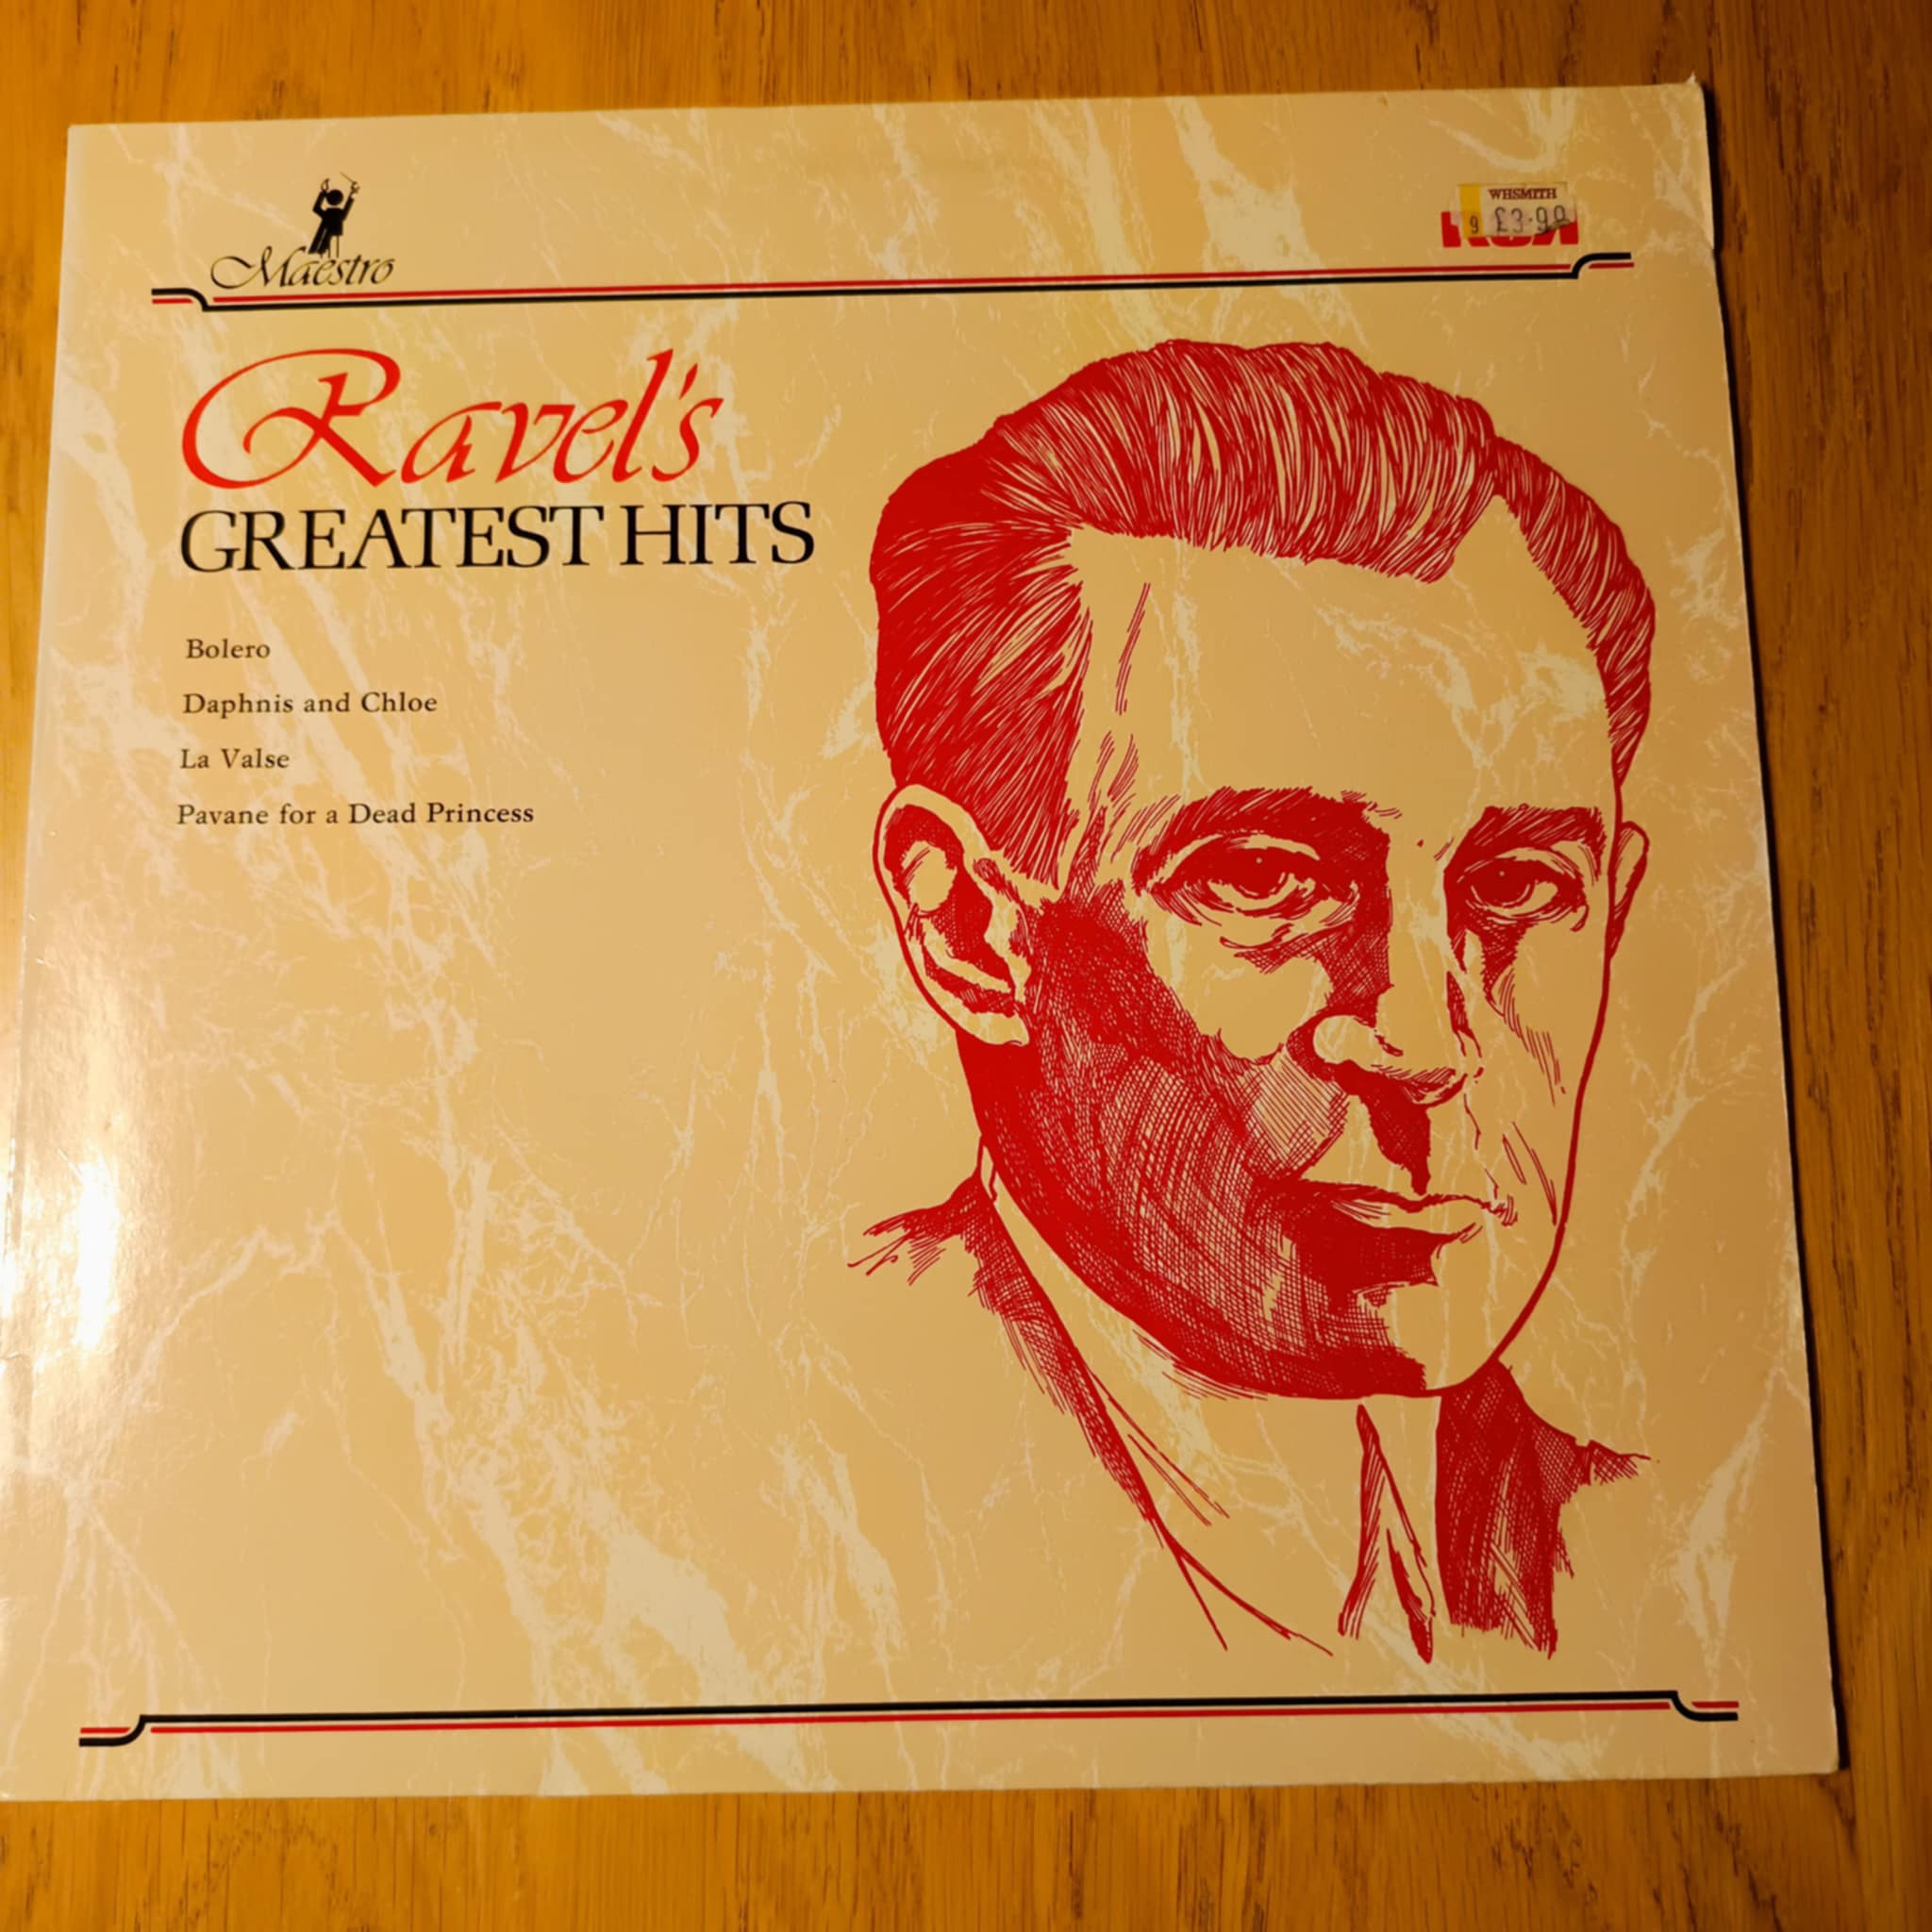 WHSMITH
9 £3.99
Maestro
RCA
Ravel's
GREATEST HITS
Bolero
Daphnis and Chloe
La Valse
Pavane for a Dead Princess